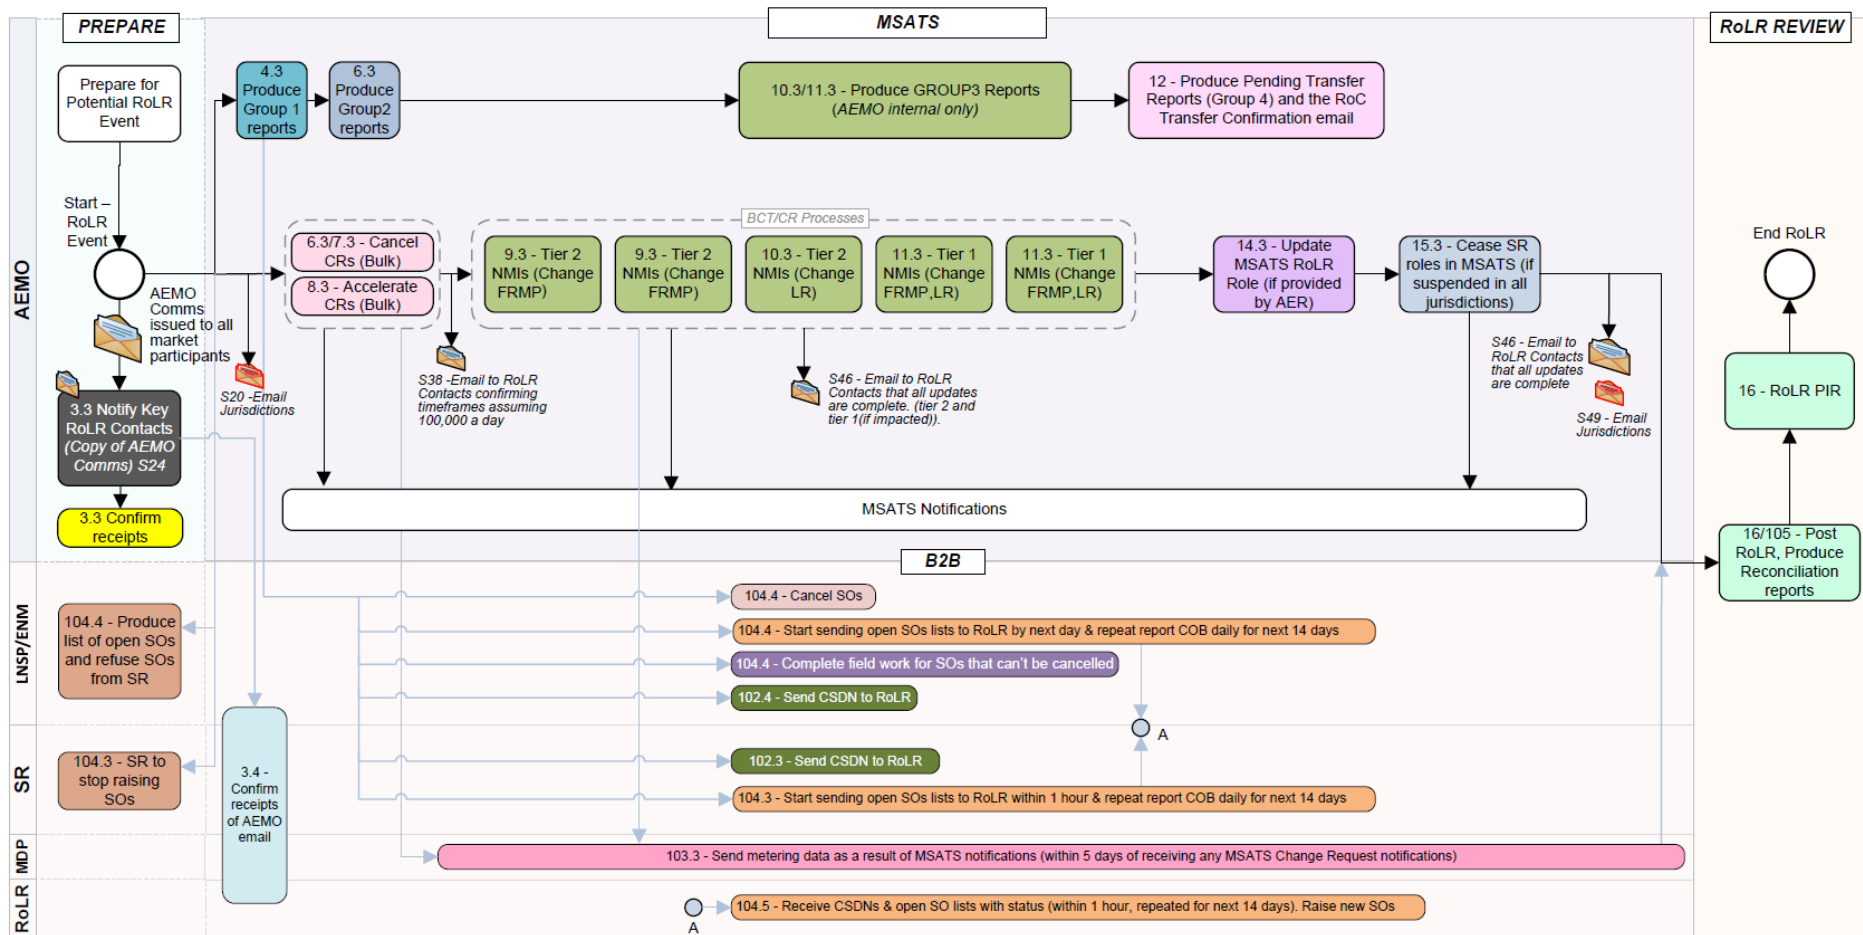 PREPARE
MSATS
RoLR REVIEW
AEMO
Prepare for
Potential RoLR
Event
4.3
Produce
Group 1
reports
6.3
Produce
Group2
reports
10.3/11.3 - Produce GROUP3 Reports
(AEMO internal only)
12 - Produce Pending Transfer
Reports (Group 4) and the RoC
Transfer Confirmation email
Start –
RoLR
Event
BCT/CR Processes
6.3/7.3 - Cancel
CRs (Bulk)
8.3 - Accelerate
CRs (Bulk)
9.3 - Tier 2
NMIs (Change
FRMP)
9.3 - Tier 2
NMIs (Change
FRMP)
10.3 - Tier 2
NMIs (Change
LR)
11.3 - Tier 1
NMIs (Change
FRMP,LR)
11.3 - Tier 1
NMIs (Change
FRMP,LR)
14.3 - Update
MSATS RoLR
Role (if provided
by AER)
15.3 - Cease SR
roles in MSATS (if
suspended in all
jurisdictions)
End RoLR
AEMO
Comms
issued to all
market
participants
S20 -Email
Jurisdictions
S38 -Email to RoLR
Contacts confirming
timeframes assuming
100,000 a day
S46 - Email to RoLR
Contacts that all updates
are complete. (tier 2 and
tier 1(if impacted)).
S46 - Email to
RoLR Contacts
that all updates
are complete
S49 - Email
Jurisdictions
16 - RoLR PIR
3.3 Notify Key
RoLR Contacts
(Copy of AEMO
Comms) S24
3.3 Confirm
receipts
MSATS Notifications
16/105 - Post
RoLR, Produce
Reconciliation
reports
B2B
LNSP/ENM
104.4 - Produce
list of open SOs
and refuse SOs
from SR
104.4 - Cancel SOs
104.4 - Start sending open SOs lists to RoLR by next day & repeat report COB daily for next 14 days
104.4 - Complete field work for SOs that can't be cancelled
102.4 - Send CSDN to RoLR
A
SR
104.3 - SR to
stop raising
SOs
3.4 -
Confirm
receipts
of AEMO
email
102.3 - Send CSDN to RoLR
104.3 - Start sending open SOs lists to RoLR within 1 hour & repeat report COB daily for next 14 days
MDP
103.3 - Send metering data as a result of MSATS notifications (within 5 days of receiving any MSATS Change Request notifications)
RoLR
A
104.5 - Receive CSDNs & open SO lists with status (within 1 hour, repeated for next 14 days). Raise new SOs